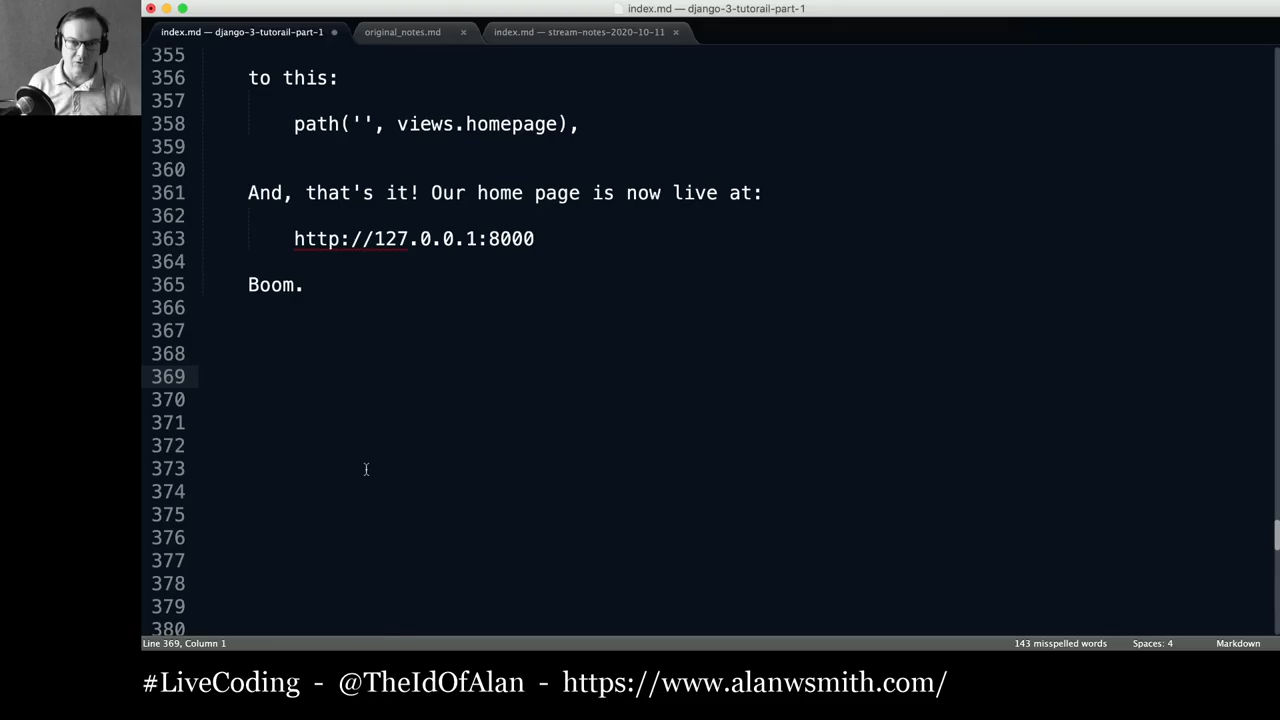 index.md — django-3-tutorail-part-1
index.md — django-3-tutorail-part-1
original_notes.md
index.md — stream-notes-2020-10-11
355
356 to this:
357
358 path('', views.homepage),
359
360
361 And, that's it! Our home page is now live at:
362
363 http://127.0.0.1:8000
364
365 Boom.
366
367
368
369
370
371
372
373
374
375
376
377
378
379
380
Line 369, Column 1
143 misspelled words
Spaces: 4
Markdown
#LiveCoding - @TheIdOfAlan - https://www.alanwsmith.com/